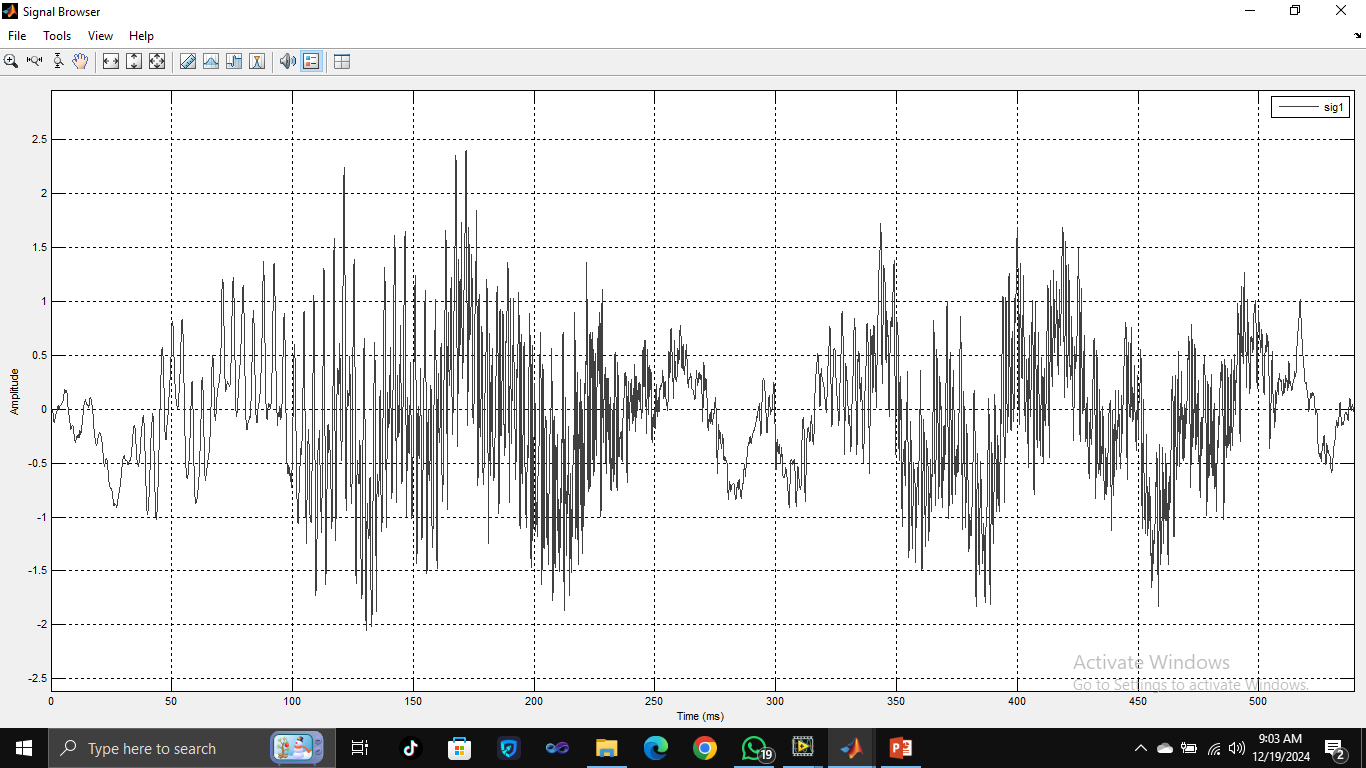 Signal Browser
File Tools View Help
sig1
2.5
2
1.5
1
0.5
0
-0.5
-1
-1.5
-2
-2.5
Amplitude
0 50 100 150 200 250 300 350 400 450 500
Time (ms)
Activate Windows
Go to Settings to activate Windows.
Type here to search
19
9:03 AM
12/19/2024
2